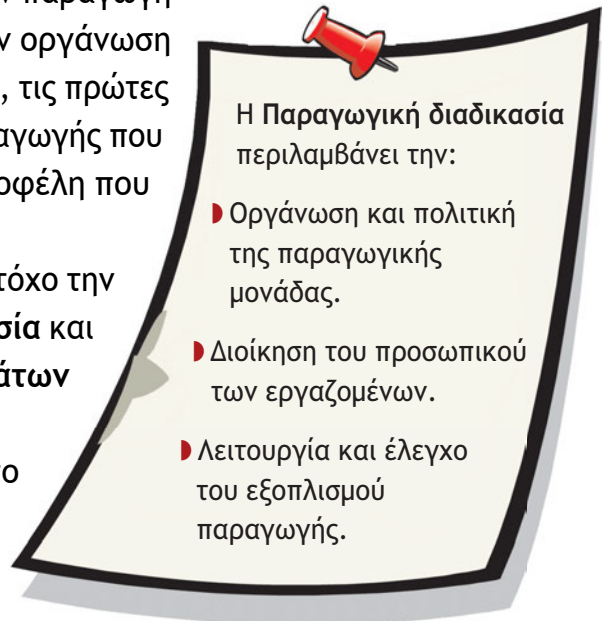 ν οργάνωση
, τις πρώτες
αγωγής που
οφέλη που
τόχο την
σία και
άτων
ο
Η Παραγωγική διαδικασία
περιλαμβάνει την:
Οργάνωση και πολιτική
της παραγωγικής
μονάδας.
Διοίκηση του προσωπικού
των εργαζομένων.
Λειτουργία και έλεγχο
του εξοπλισμού
παραγωγής.